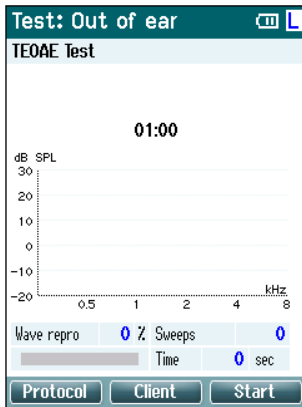 Test: Out of ear L
TEOAE Test
01:00
dB SPL
30
20
10
0
-10
-20
kHz
0.5 1 2 4 8
Wave repro 0 % Sweeps 0
Time 0 sec
Protocol Client Start